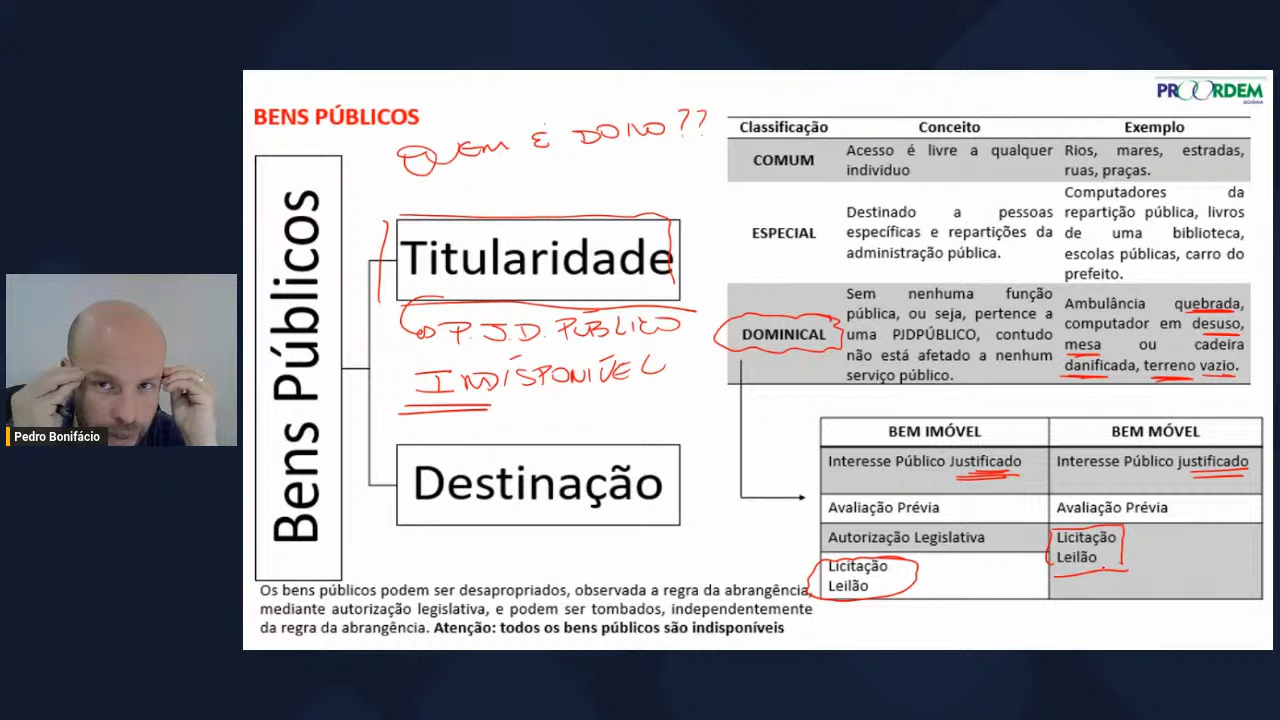 PROORDEM
GOIÂNIA
BENS PÚBLICOS
QUEM É DONO??
Bens Públicos
Titularidade
P.J.D. PÚBLICO
INDISPONÍVEL
Destinação
Classificação Conceito Exemplo
COMUM
Acesso é livre a qualquer
individuo
Rios, mares, estradas,
ruas, praças.
ESPECIAL
Destinado a pessoas
específicas e repartições da
administração pública.
Computadores da
repartição pública, livros
de uma biblioteca,
escolas públicas, carro do
prefeito.
DOMINICAL
Sem nenhuma função
pública, ou seja, pertence a
uma PJDPÚBLICO, contudo
não está afetado a nenhum
serviço público.
Ambulância quebrada,
computador em desuso,
mesa ou cadeira
danificada, terreno vazio.
BEM IMÓVEL BEM MÓVEL
Interesse Público Justificado Interesse Público justificado
Avaliação Prévia Avaliação Prévia
Autorização Legislativa Licitação
Leilão
Licitação
Leilão
Os bens públicos podem ser desapropriados, observada a regra da abrangência,
mediante autorização legislativa, e podem ser tombados, independentemente
da regra da abrangência. Atenção: todos os bens públicos são indisponíveis
Pedro Bonifácio